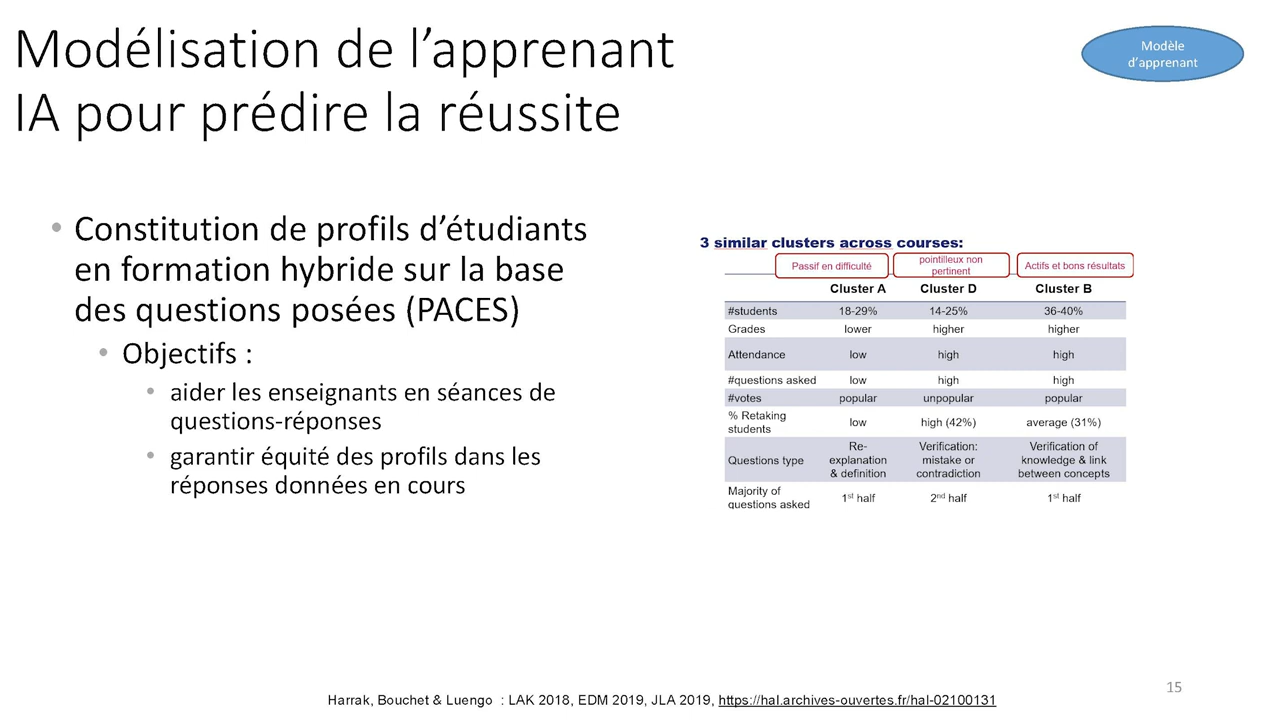 Modélisation de l’apprenant
IA pour prédire la réussite
Modèle
d’apprenant
• Constitution de profils d’étudiants
en formation hybride sur la base
des questions posées (PACES)
• Objectifs :
• aider les enseignants en séances de
questions-réponses
• garantir équité des profils dans les
réponses données en cours
3 similar clusters across courses:
Passif en difficulté
pointilleux non
pertinent
Actifs et bons résultats
Cluster A Cluster D Cluster B
#students 18-29% 14-25% 36-40%
Grades lower higher higher
Attendance low high high
#questions asked low high high
#votes popular unpopular popular
% Retaking
students low high (42%) average (31%)
Questions type Re-
explanation
& definition Verification:
mistake or
contradiction Verification of
knowledge & link
between concepts
Majority of
questions asked 1st half 2nd half 1st half
Harrak, Bouchet & Luengo : LAK 2018, EDM 2019, JLA 2019, https://hal.archives-ouvertes.fr/hal-02100131
15